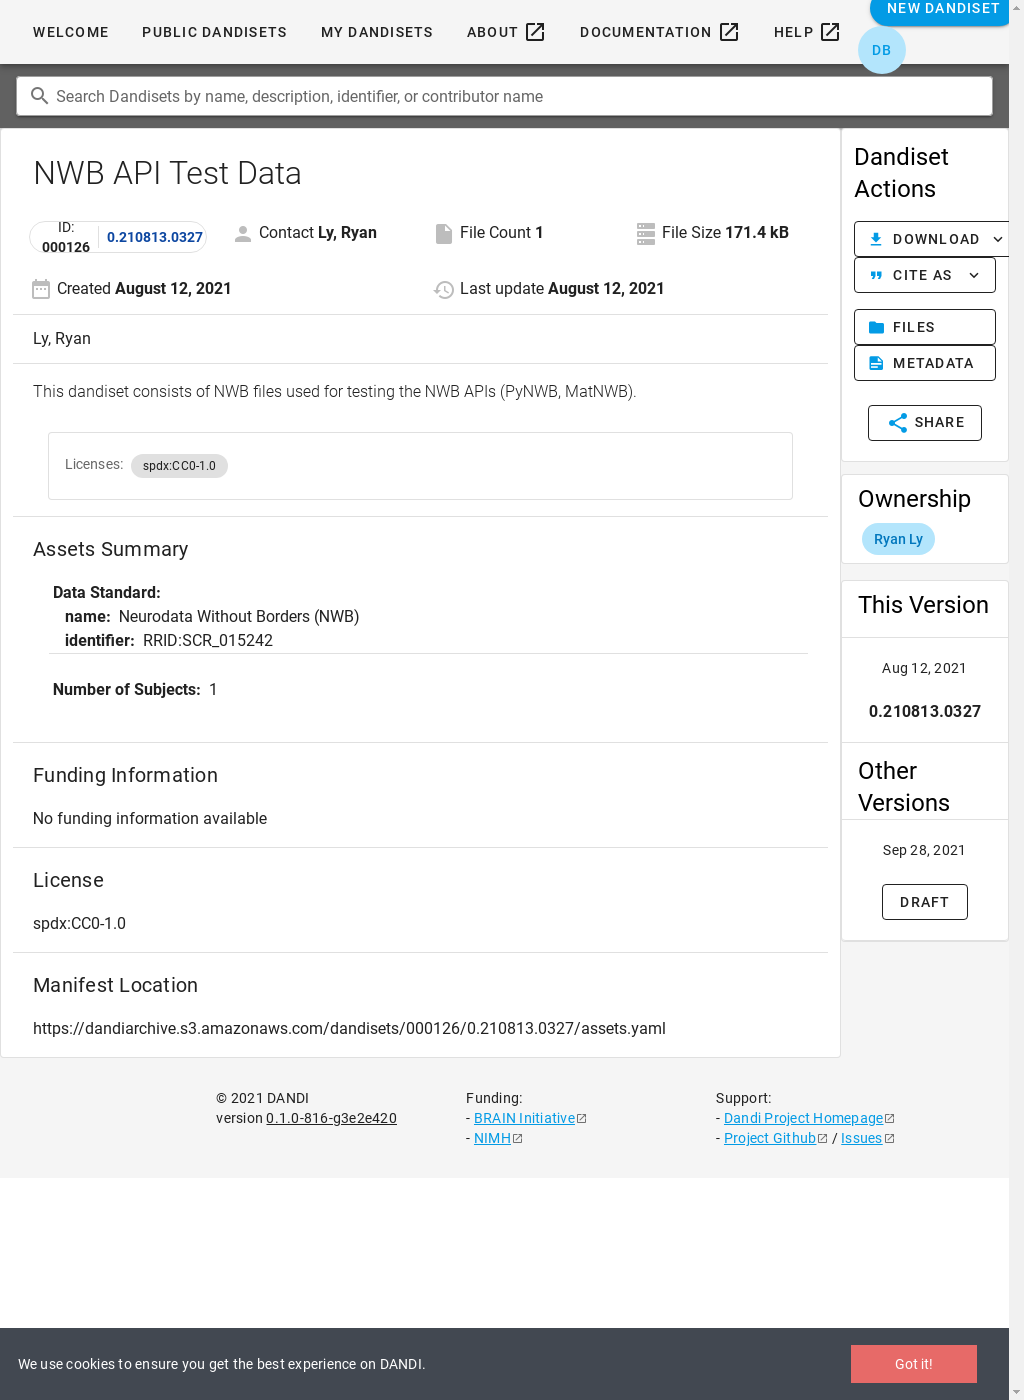 WELCOME PUBLIC DANDISETS MY DANDISETS ABOUT DOCUMENTATION HELP NEW DANDISET
DB
Search Dandisets by name, description, identifier, or contributor name
NWB API Test Data
ID: 000126 0.210813.0327 Contact Ly, Ryan File Count 1 File Size 171.4 kB
Created August 12, 2021 Last update August 12, 2021
Ly, Ryan
This dandiset consists of NWB files used for testing the NWB APIs (PyNWB, MatNWB).
Licenses: spdx:CC0-1.0
Assets Summary
Data Standard:
name: Neurodata Without Borders (NWB)
identifier: RRID:SCR_015242
Number of Subjects: 1
Funding Information
No funding information available
License
spdx:CC0-1.0
Manifest Location
https://dandiarchive.s3.amazonaws.com/dandisets/000126/0.210813.0327/assets.yaml
Dandiset
Actions
DOWNLOAD
CITE AS
FILES
METADATA
SHARE
Ownership
Ryan Ly
This Version
Aug 12, 2021
0.210813.0327
Other
Versions
Sep 28, 2021
DRAFT
© 2021 DANDI
version 0.1.0-816-g3e2e420
Funding:
- BRAIN Initiative
- NIMH
Support:
- Dandi Project Homepage
- Project Github / Issues
We use cookies to ensure you get the best experience on DANDI.
Got it!